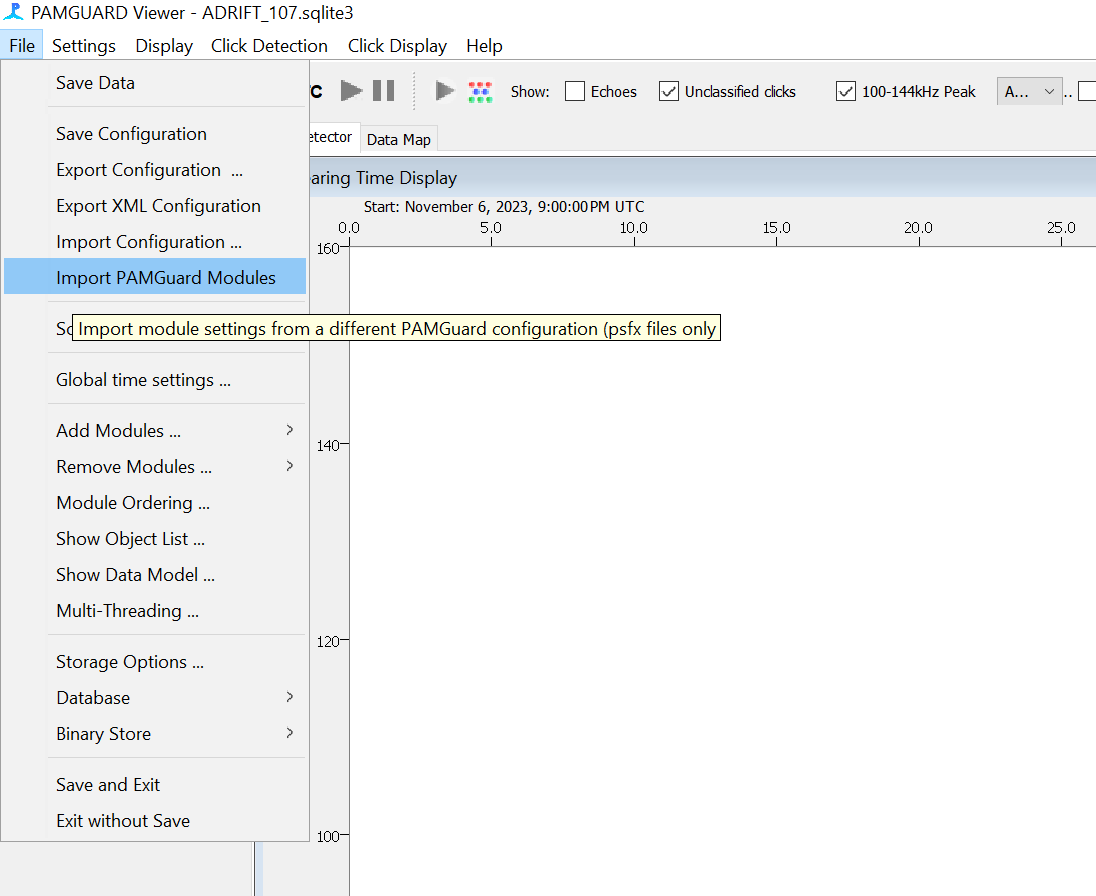 PAMGUARD Viewer - ADRIFT_107.sqlite3
File Settings Display Click Detection Click Display Help
Save Data
Save Configuration
Export Configuration ...
Export XML Configuration
Import Configuration ...
Import PAMGuard Modules
Import module settings from a different PAMGuard configuration (psfx files only
Global time settings ...
Add Modules ...
Remove Modules ...
Module Ordering ...
Show Object List ...
Show Data Model ...
Multi-Threading ...
Storage Options ...
Database
Binary Store
Save and Exit
Exit without Save
Show: Echoes Unclassified clicks 100-144kHz Peak A... ..
etector Data Map
aring Time Display
Start: November 6, 2023, 9:00:00PM UTC
0.0 5.0 10.0 15.0 20.0 25.0
160
140
120
100